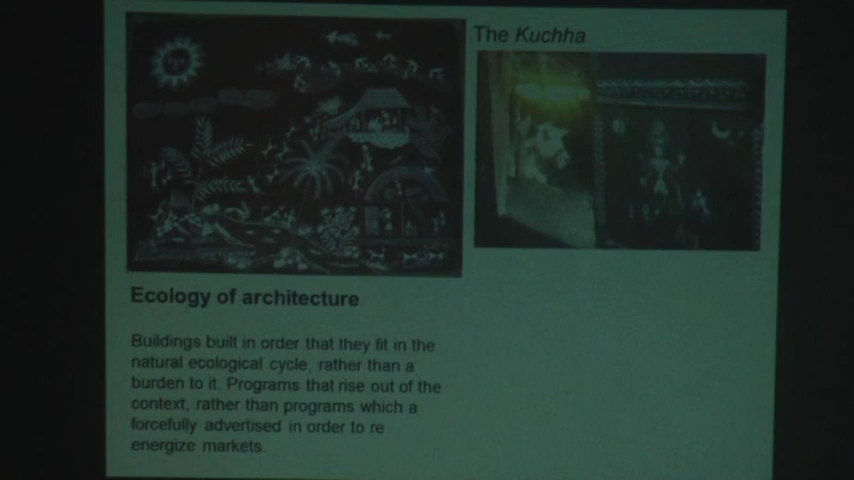 The Kuchha
Ecology of architecture
Buildings built in order that they fit in the
natural ecological cycle, rather than a
burden to it. Programs that rise out of the
context, rather than programs which a
forcefully advertised in order to re
energize markets.